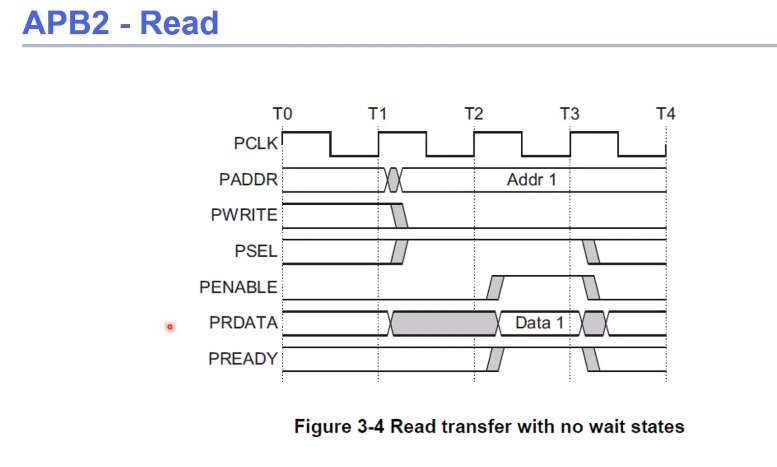 APB2 - Read
T0 T1 T2 T3 T4
PCLK
PADDR Addr 1
PWRITE
PSEL
PENABLE
PRDATA Data 1
PREADY
Figure 3-4 Read transfer with no wait states